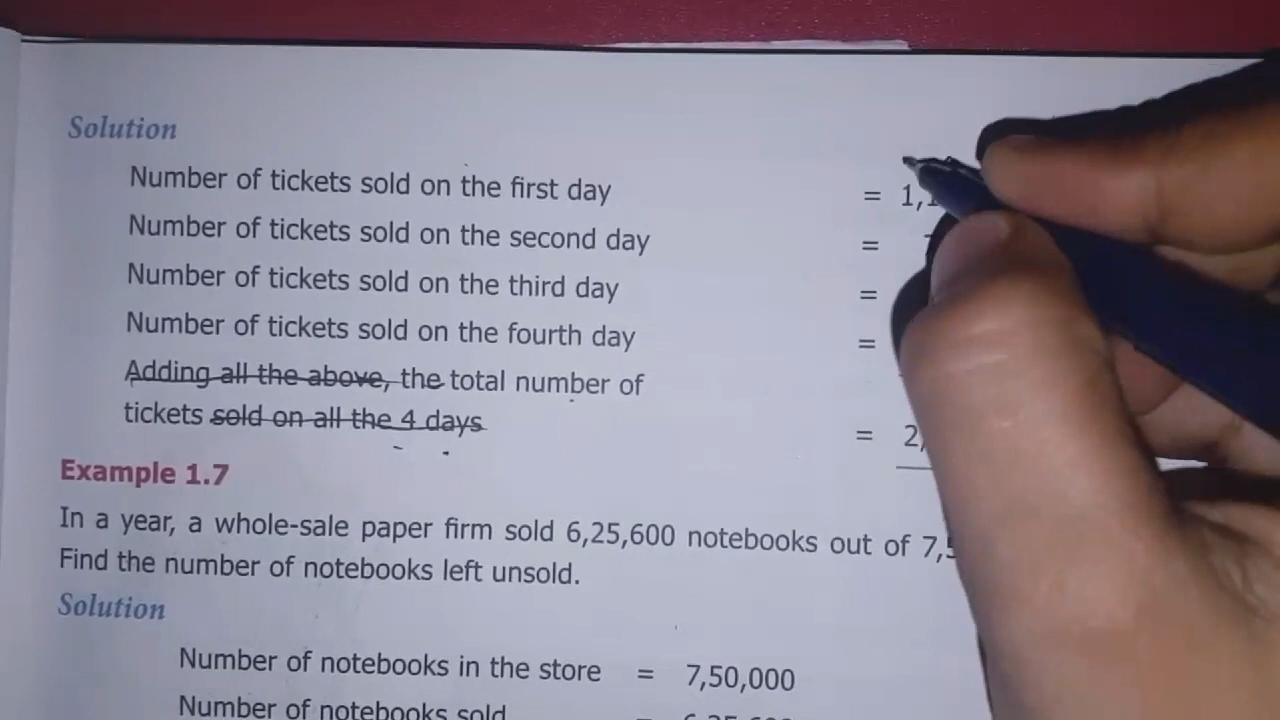 Solution
Number of tickets sold on the first day = 1,1
Number of tickets sold on the second day =
Number of tickets sold on the third day =
Number of tickets sold on the fourth day =
Adding all the above, the total number of
tickets sold on all the 4 days = 2,
Example 1.7
In a year, a whole-sale paper firm sold 6,25,600 notebooks out of 7,5
Find the number of notebooks left unsold.
Solution
Number of notebooks in the store = 7,50,000
Number of notebooks sold